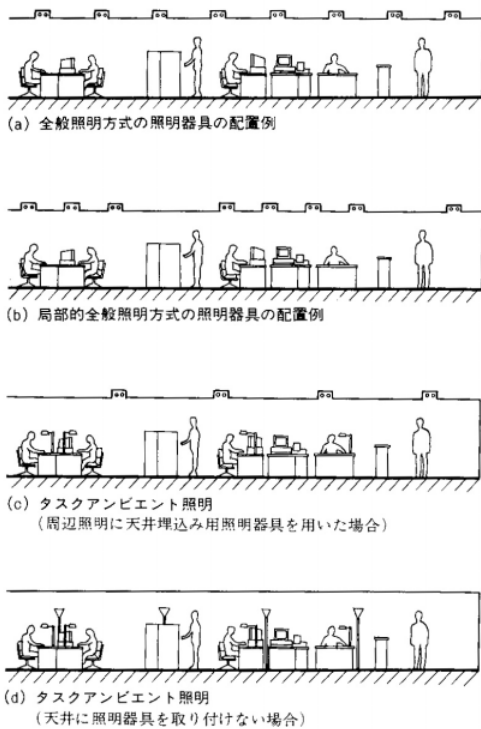 (a) 全般照明方式の照明器具の配置例
(b) 局部的全般照明方式の照明器具の配置例
(c) タスクアンビエント照明
(周辺照明に天井埋込み用照明器具を用いた場合)
(d) タスクアンビエント照明
(天井に照明器具を取り付けない場合)